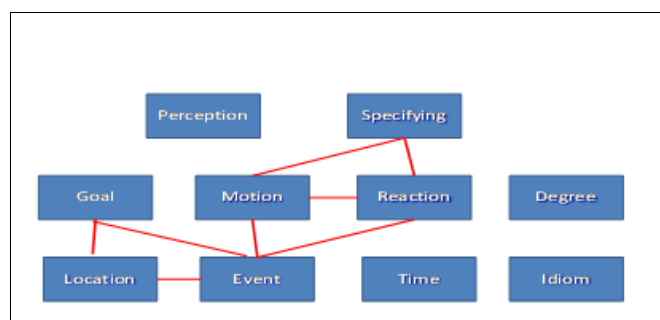 Perception
Specifying
Goal
Motion
Reaction
Degree
Location
Event
Time
Idiom